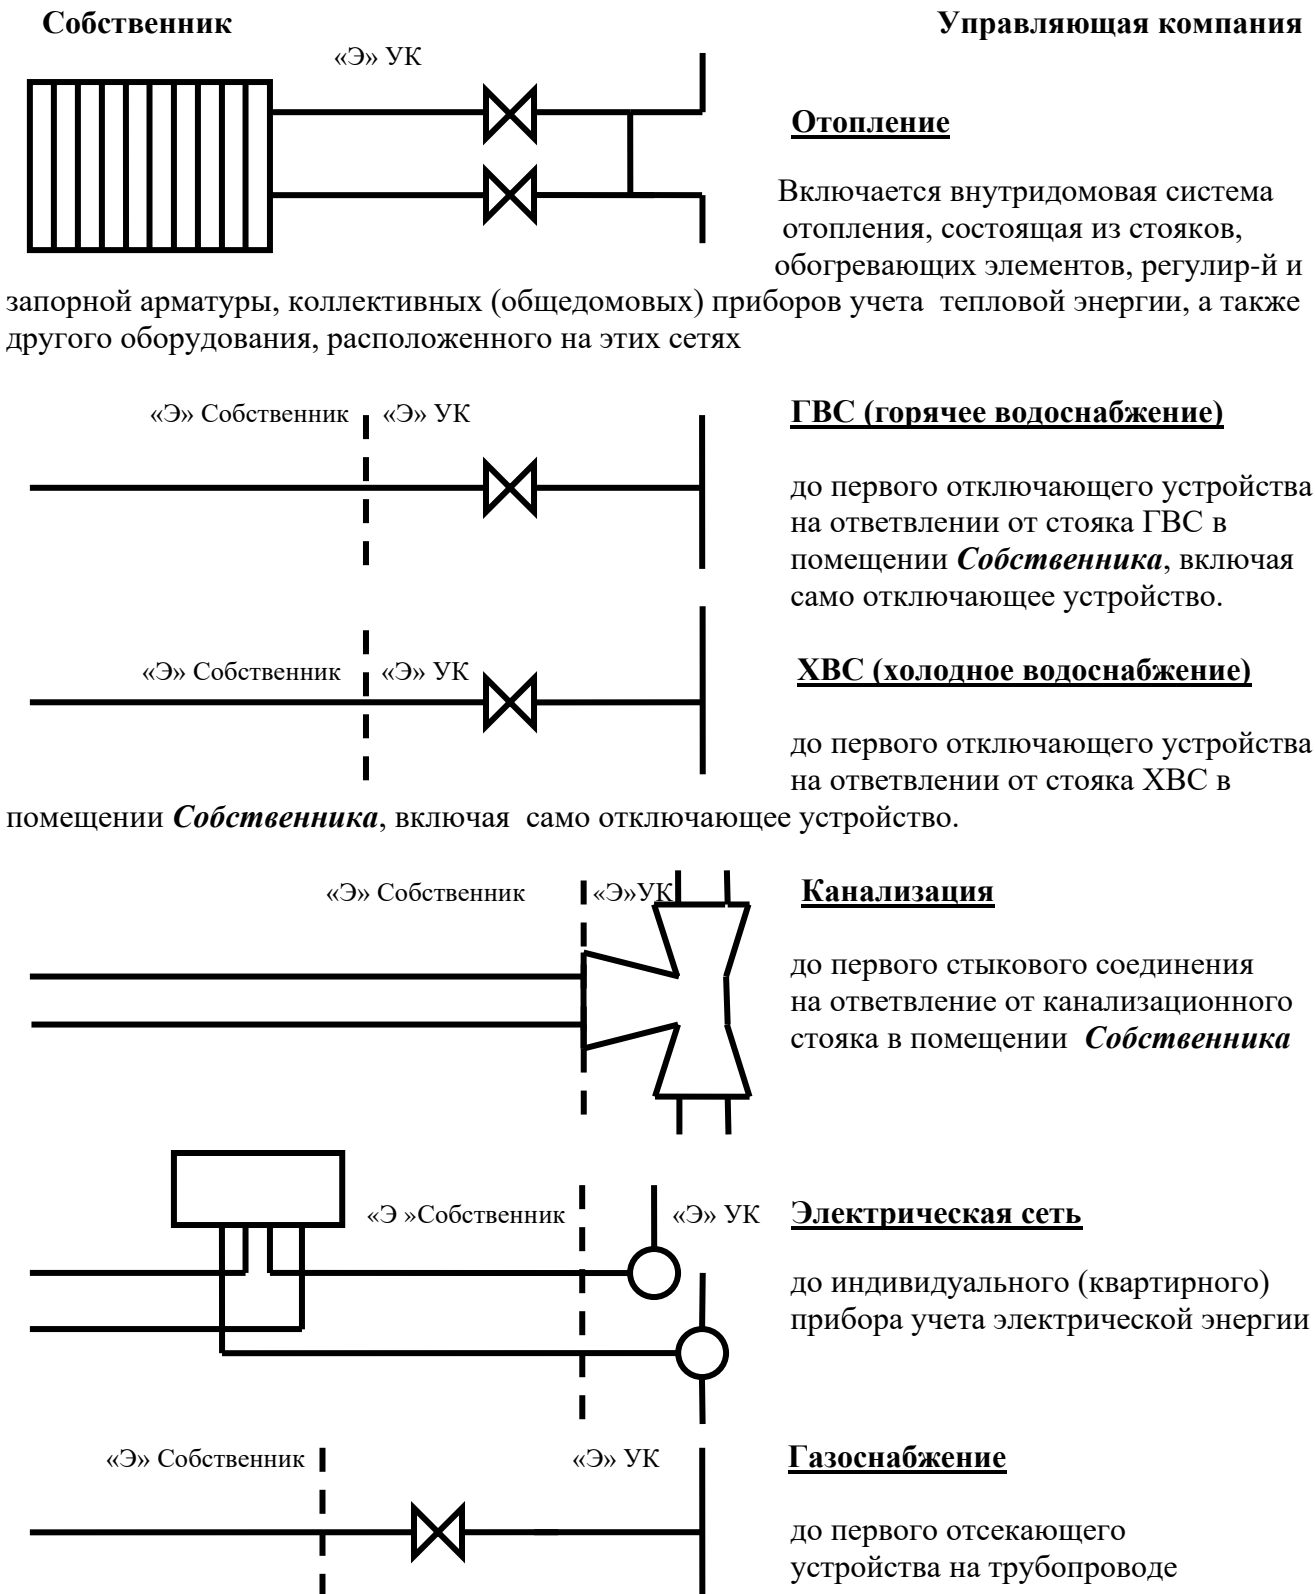 Собственник Управляющая компания
«Э» УК
Отопление
Включается внутридомовая система
отопления, состоящая из стояков,
обогревающих элементов, регулир-й и
запорной арматуры, коллективных (общедомовых) приборов учета тепловой энергии, а также
другого оборудования, расположенного на этих сетях
«Э» Собственник «Э» УК ГВС (горячее водоснабжение)
до первого отключающего устройства
на ответвлении от стояка ГВС в
помещении Собственника, включая
само отключающее устройство.
«Э» Собственник «Э» УК ХВС (холодное водоснабжение)
до первого отключающего устройства
на ответвлении от стояка ХВС в
помещении Собственника, включая само отключающее устройство.
«Э» Собственник «Э»УК Канализация
до первого стыкового соединения
на ответвление от канализационного
стояка в помещении Собственника
«Э »Собственник «Э» УК Электрическая сеть
до индивидуального (квартирного)
прибора учета электрической энергии
«Э» Собственник «Э» УК Газоснабжение
до первого отсекающего
устройства на трубопроводе